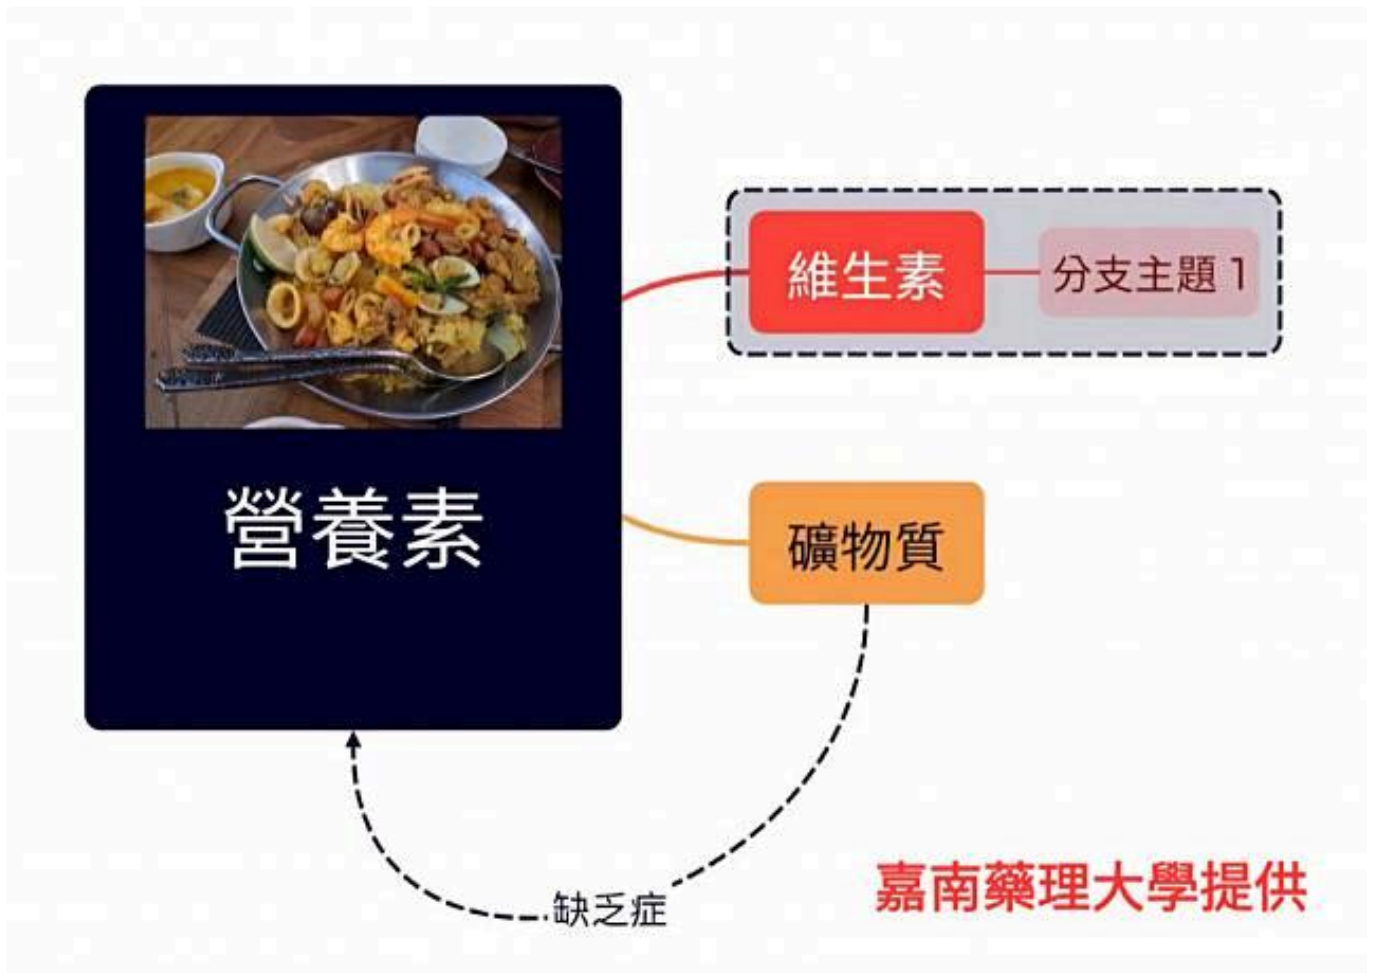 營養素
維生素
分支主題 1
礦物質
缺乏症
嘉南藥理大學提供